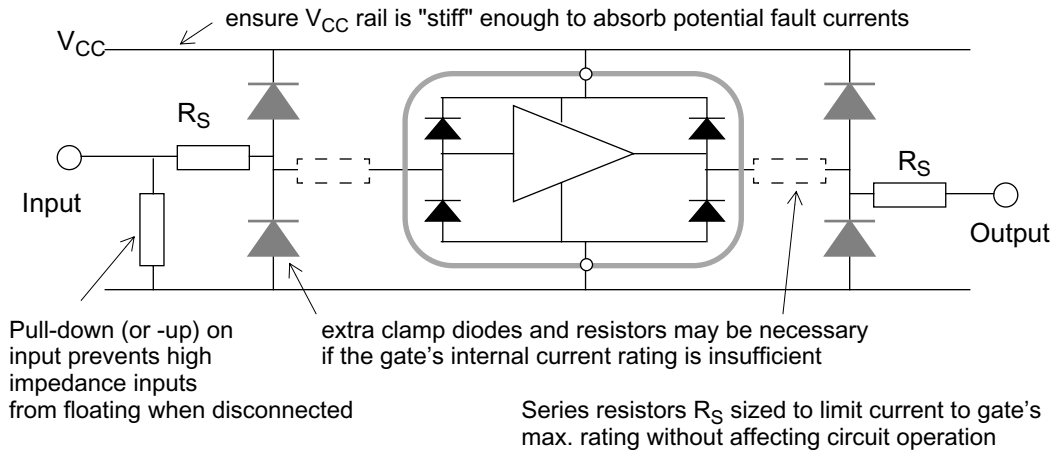 ensure VCC rail is "stiff" enough to absorb potential fault currents
VCC
RS
RS
Input
Output
Pull-down (or -up) on
input prevents high
impedance inputs
from floating when disconnected
extra clamp diodes and resistors may be necessary
if the gate's internal current rating is insufficient
Series resistors RS sized to limit current to gate's
max. rating without affecting circuit operation